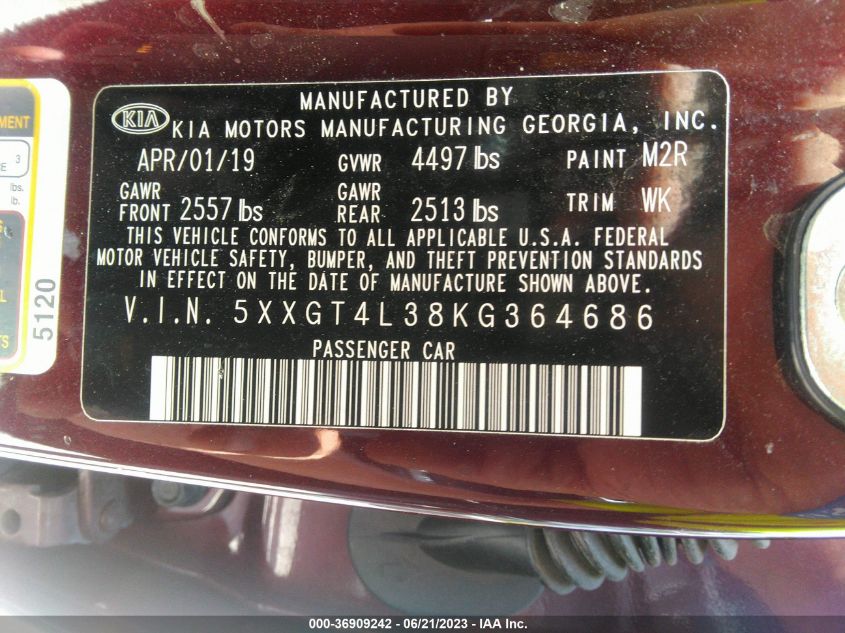 MANUFACTURED BY
KIA KIA MOTORS MANUFACTURING GEORGIA, INC.
APR/01/19 GVWR 4497 lbs PAINT M2R
GAWR FRONT 2557 lbs GAWR REAR 2513 lbs TRIM WK
THIS VEHICLE CONFORMS TO ALL APPLICABLE U.S.A. FEDERAL
MOTOR VEHICLE SAFETY, BUMPER, AND THEFT PREVENTION STANDARDS
IN EFFECT ON THE DATE OF MANUFACTURE SHOWN ABOVE.
V.I.N. 5XXGT4L38KG364686
PASSENGER CAR
3
lbs.
lb.
5120
000-36909242 - 06/21/2023 - © IAA Inc.